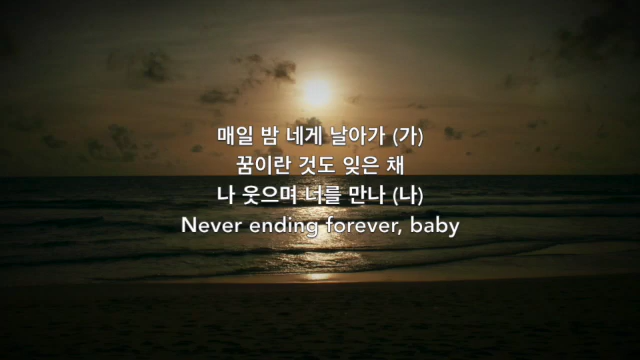 매일 밤 네게 날아가 (가)
꿈이란 것도 잊은 채
나 웃으며 너를 만나 (나)
Never ending forever, baby